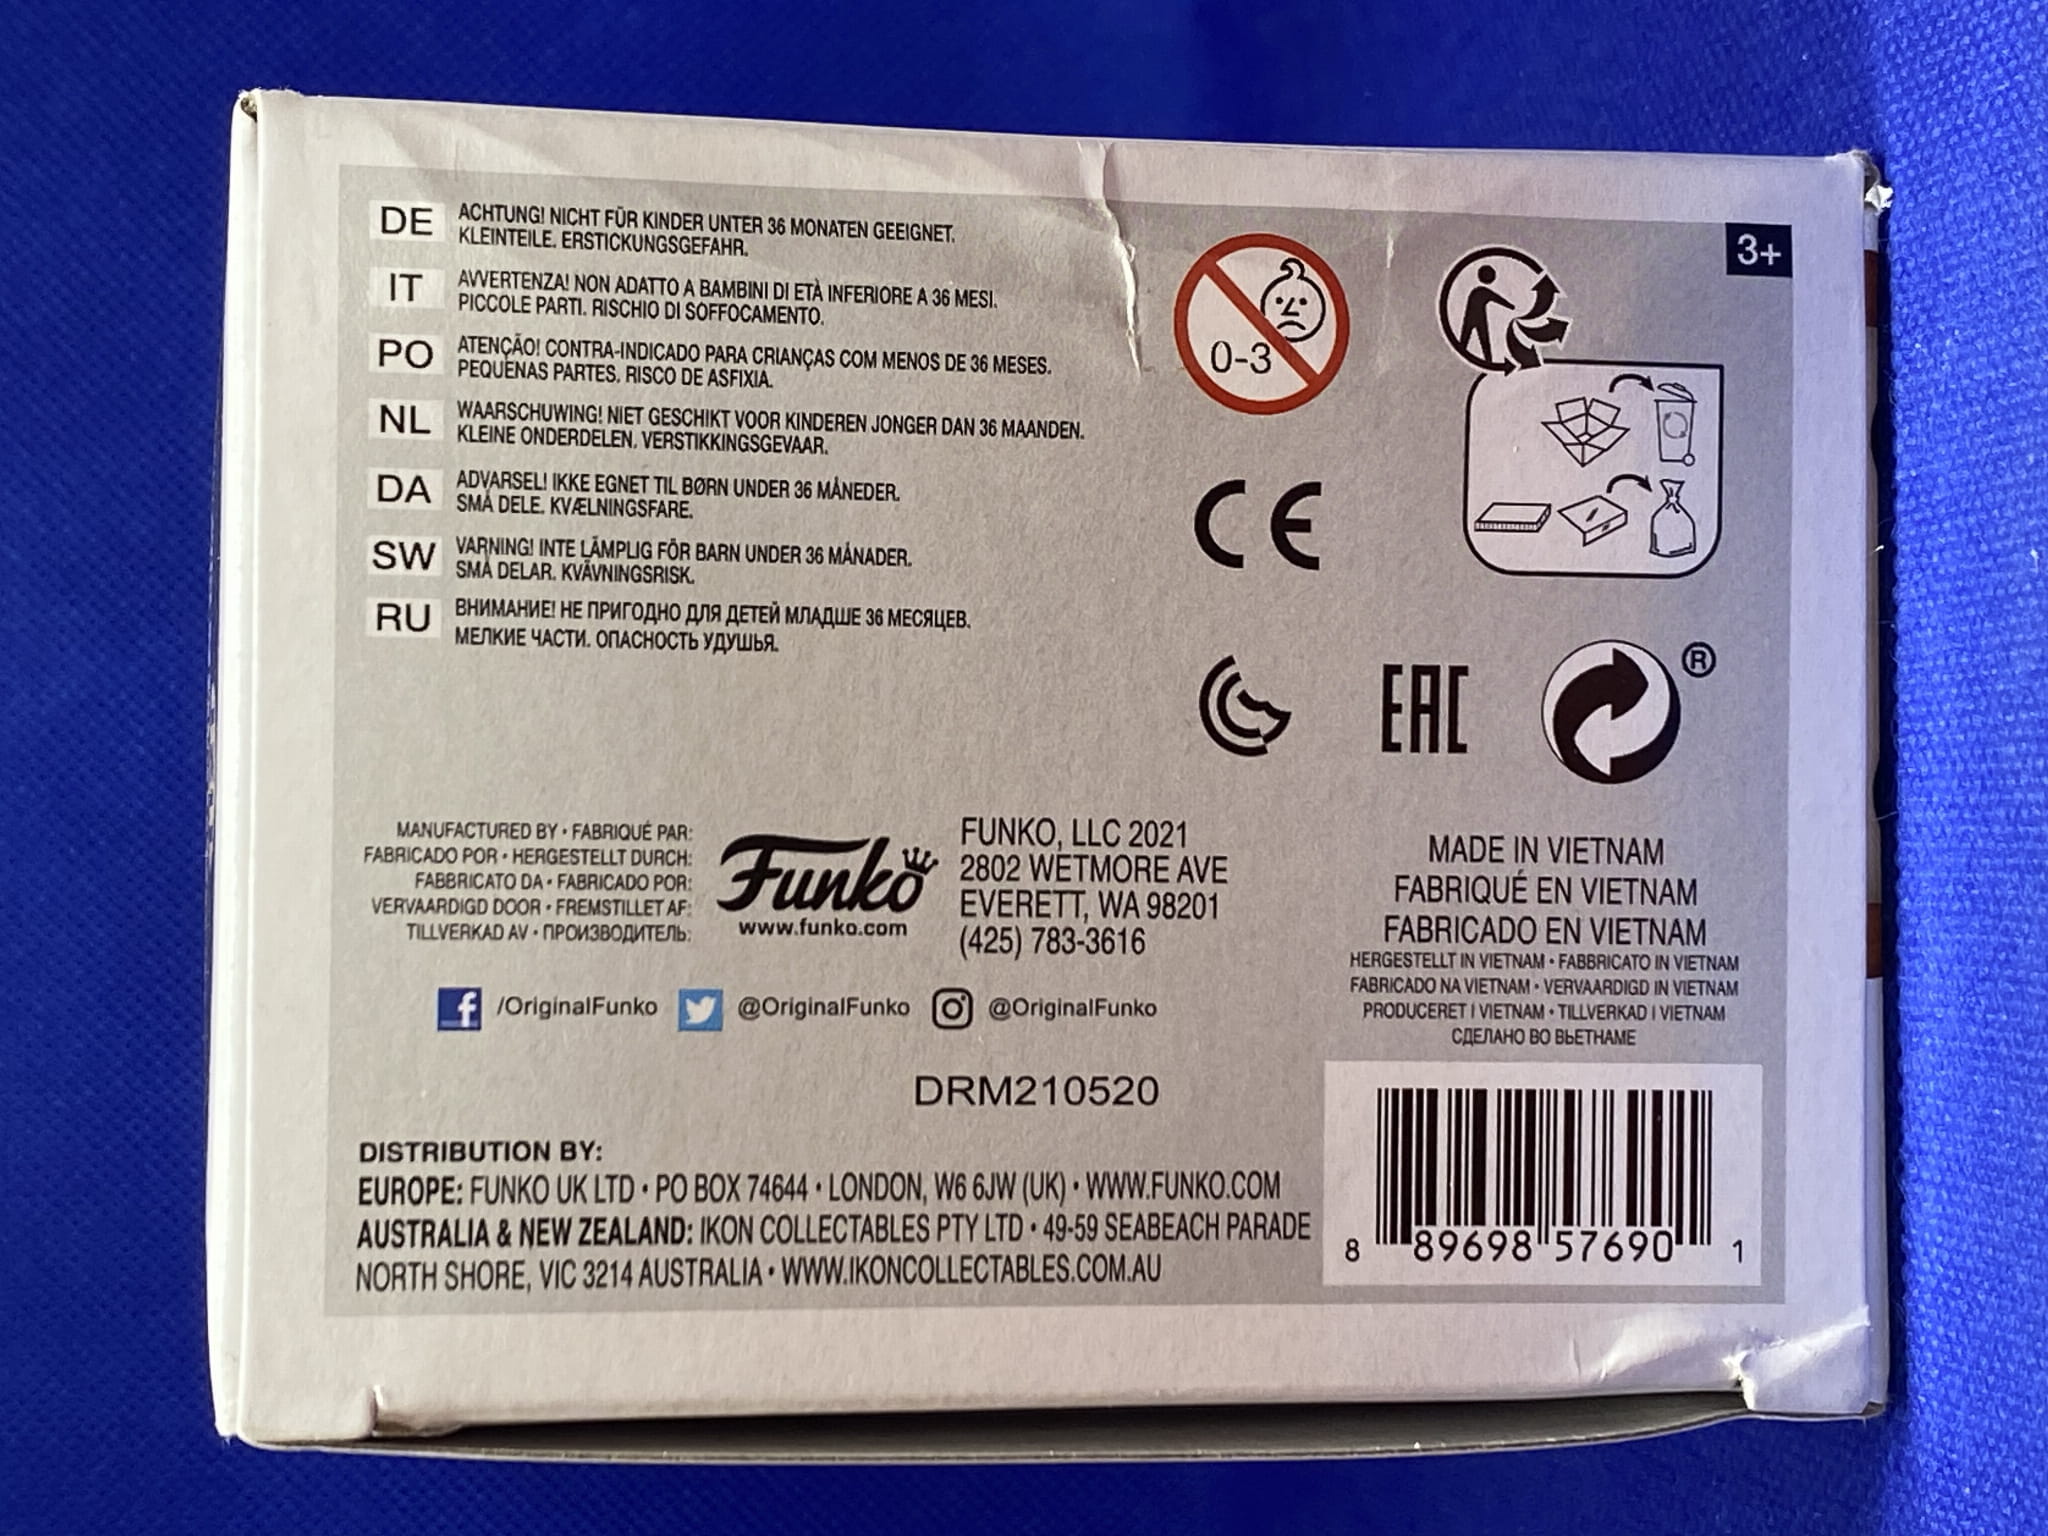 DE ACHTUNG! NICHT FÜR KINDER UNTER 36 MONATEN GEEIGNET.
KLEINTEILE. ERSTICKUNGSGEFAHR.
IT AVVERTENZA! NON ADATTO A BAMBINI DI ETÀ INFERIORE A 36 MESI.
PICCOLE PARTI. RISCHIO DI SOFFOCAMENTO.
PO ATENÇÃO! CONTRA-INDICADO PARA CRIANÇAS COM MENOS DE 36 MESES.
PEQUENAS PARTES. RISCO DE ASFIXIA.
NL WAARSCHUWING! NIET GESCHIKT VOOR KINDEREN JONGER DAN 36 MAANDEN.
KLEINE ONDERDELEN. VERSTIKKINGSGEVAAR.
DA ADVARSEL! IKKE EGNET TIL BØRN UNDER 36 MÅNEDER.
SMÅ DELE. KVÆLNINGSFARE.
SW VARNING! INTE LÄMPLIG FÖR BARN UNDER 36 MÅNADER.
SMÅ DELAR. KVÄVNINGSRISK.
RU ВНИМАНИЕ! НЕ ПРИГОДНО ДЛЯ ДЕТЕЙ МЛАДШЕ 36 МЕСЯЦЕВ.
МЕЛКИЕ ЧАСТИ. ОПАСНОСТЬ УДУШЬЯ.
0-3
3+
CE
EAC
®
MANUFACTURED BY • FABRIQUÉ PAR:
FABRICADO POR • HERGESTELLT DURCH:
FABBRICATO DA • FABRICADO POR:
VERVAARDIGD DOOR • FREMSTILLET AF:
TILLVERKAD AV • ПРОИЗВОДИТЕЛЬ:
Funko
www.funko.com
FUNKO, LLC 2021
2802 WETMORE AVE
EVERETT, WA 98201
(425) 783-3616
MADE IN VIETNAM
FABRIQUÉ EN VIETNAM
FABRICADO EN VIETNAM
HERGESTELLT IN VIETNAM • FABBRICATO IN VIETNAM
FABRICADO NA VIETNAM • VERVAARDIGD IN VIETNAM
PRODUCERET I VIETNAM • TILLVERKAD I VIETNAM
СДЕЛАНО ВО ВЬЕТНАМЕ
f /OriginalFunko @OriginalFunko @OriginalFunko
DRM210520
DISTRIBUTION BY:
EUROPE: FUNKO UK LTD • PO BOX 74644 • LONDON, W6 6JW (UK) • WWW.FUNKO.COM
AUSTRALIA & NEW ZEALAND: IKON COLLECTABLES PTY LTD • 49-59 SEABEACH PARADE
NORTH SHORE, VIC 3214 AUSTRALIA • WWW.IKONCOLLECTABLES.COM.AU
8 89698 57690 1